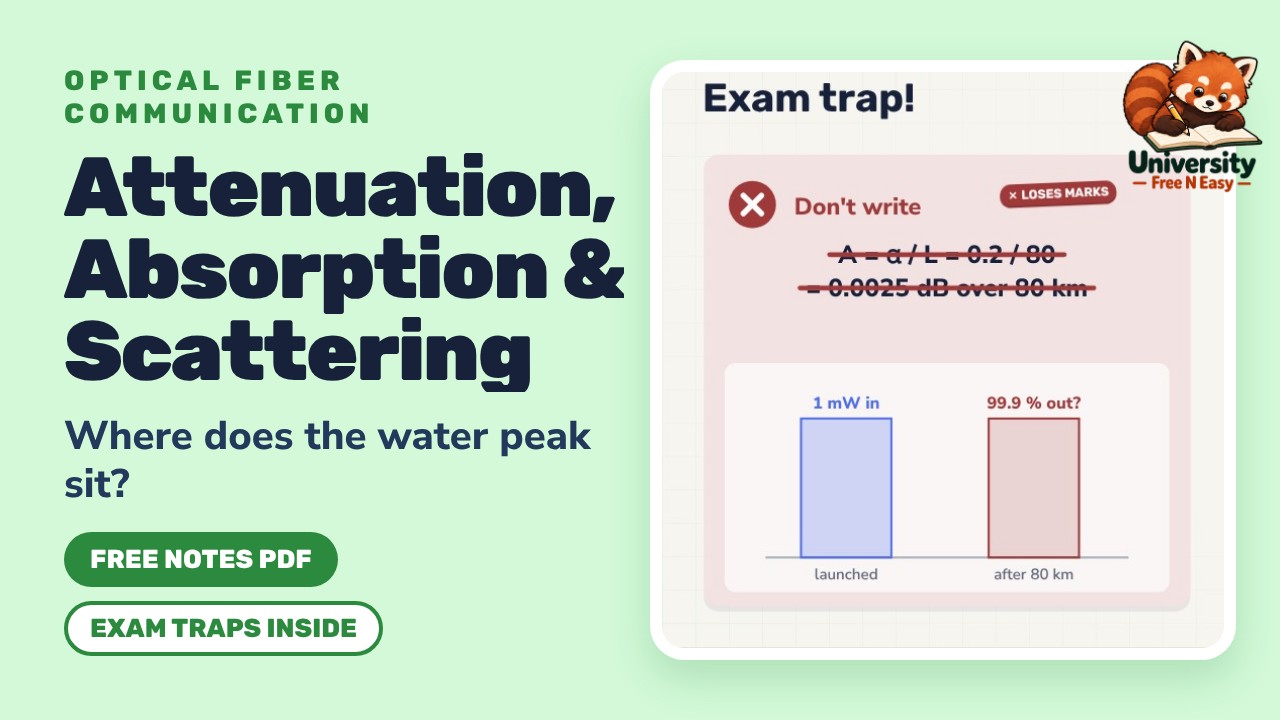 OPTICAL FIBER
COMMUNICATION
Attenuation,
Absorption &
Scattering
Where does the water peak
sit?
FREE NOTES PDF
EXAM TRAPS INSIDE
Exam trap!
Don't write
× LOSES MARKS
A = α / L = 0.2 / 80
= 0.0025 dB over 80 km
1 mW in
99.9 % out?
launched
after 80 km
University
Free N Easy